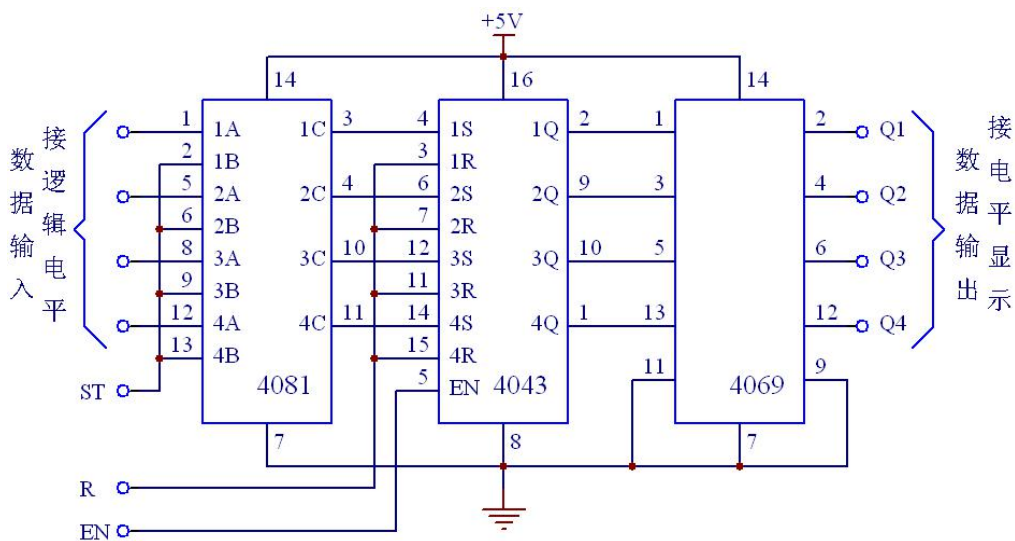 +5V
14 16 14
接逻辑电平
数据输入
1 1A 1C 3 4 1S 1Q 2 1 2 Q1
2 1B 3 1R
5 2A 2C 4 6 2S 2Q 9 3 4 Q2
6 2B 7 2R
8 3A 3C 10 12 3S 3Q 10 5 6 Q3
9 3B 11 3R
12 4A 4C 11 14 4S 4Q 1 13 12 Q4
13 4B 15 4R
ST 4081 5 EN 4043 11 4069 9
7 8 7
R
EN
数据输出
接电平显示